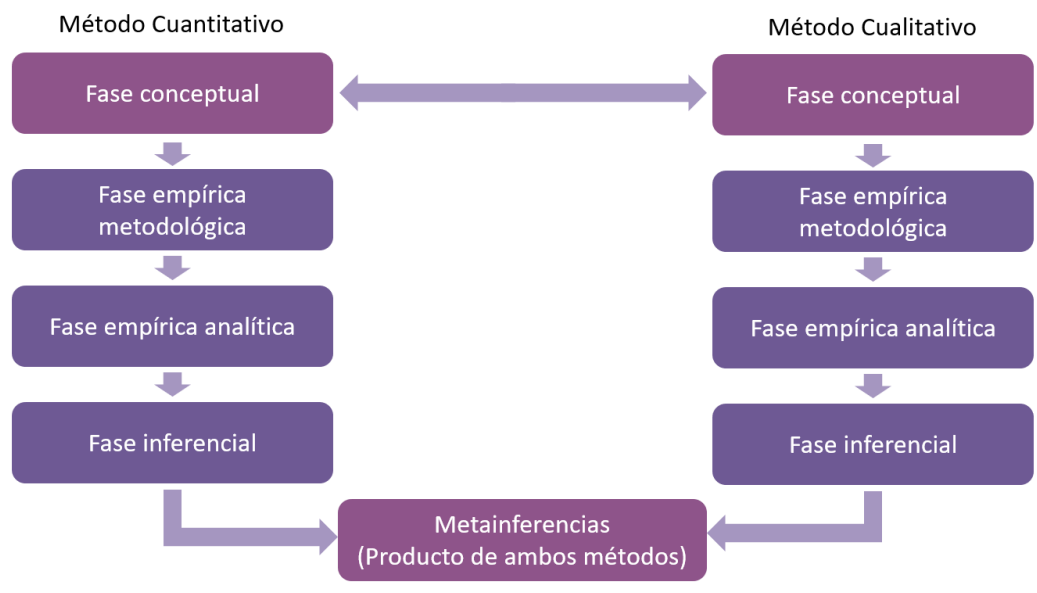 Método Cuantitativo
Fase conceptual
Fase empírica
metodológica
Fase empírica analítica
Fase inferencial
Método Cualitativo
Fase conceptual
Fase empírica
metodológica
Fase empírica analítica
Fase inferencial
Metainferencias
(Producto de ambos métodos)